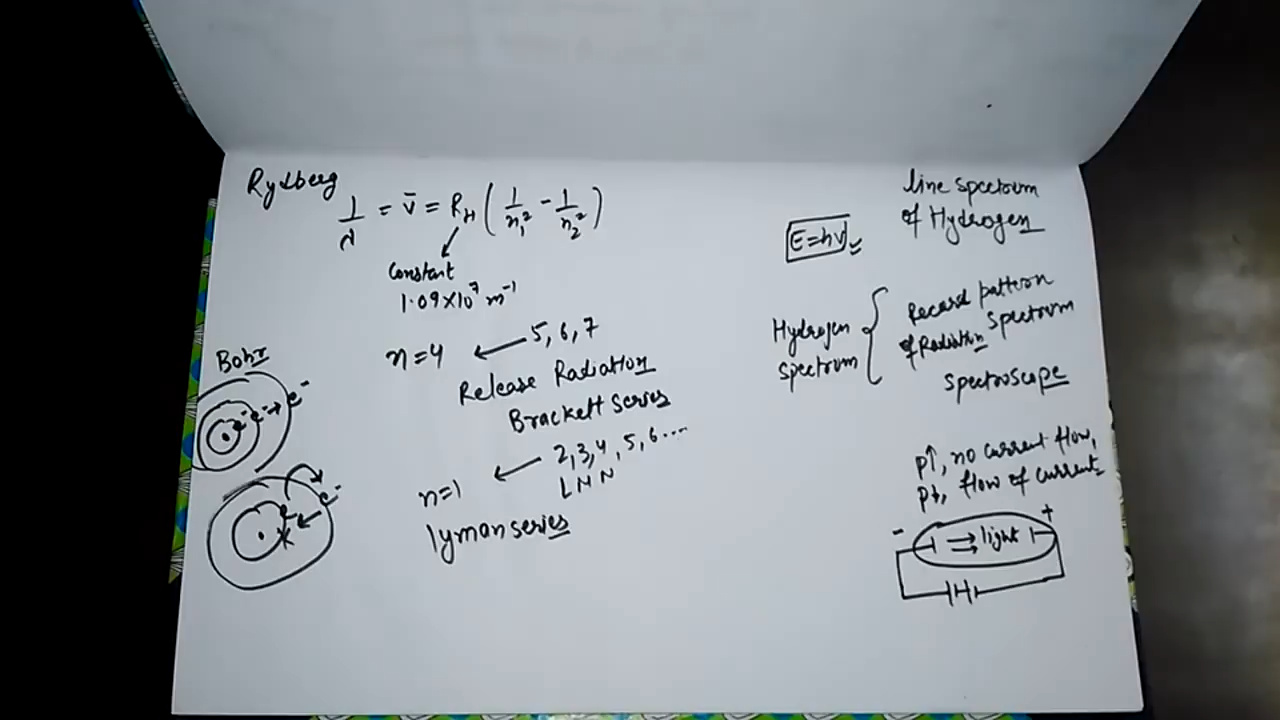 Rydberg
1/λ = ν̄ = R_H (1/n₁² - 1/n₂²)
Constant
1.09×10⁷ m⁻¹
n=4 ← 5, 6, 7
Release Radiation
Brackett Series
2, 3, 4, 5, 6...
n=1 ←
L N N
lyman series
Bohr
e⁻ e⁻ → e⁻
e⁻
line spectrum
of Hydrogen
E=hν
Hydrogen
Spectrum
Record pattern
of Radiation Spectrum
Spectroscope
P↑, no current flow,
P↓, flow of current
- +
light